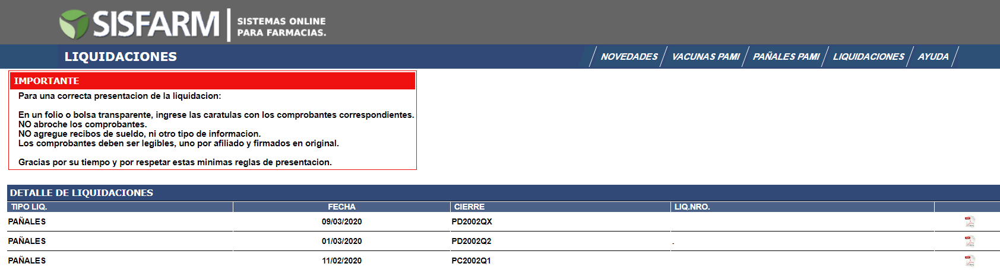 SISFARM
SISTEMAS ONLINE
PARA FARMACIAS.
LIQUIDACIONES
NOVEDADES / VACUNAS PAMI / PAÑALES PAMI / LIQUIDACIONES / AYUDA
IMPORTANTE
Para una correcta presentacion de la liquidacion:
En un folio o bolsa transparente, ingrese las caratulas con los comprobantes correspondientes.
NO abroche los comprobantes.
NO agregue recibos de sueldo, ni otro tipo de informacion.
Los comprobantes deben ser legibles, uno por afiliado y firmados en original.
Gracias por su tiempo y por respetar estas minimas reglas de presentacion.
DETALLE DE LIQUIDACIONES
TIPO LIQ. FECHA CIERRE LIQ.NRO.
PAÑALES 09/03/2020 PD2002QX
PAÑALES 01/03/2020 PD2002Q2 -
PAÑALES 11/02/2020 PC2002Q1